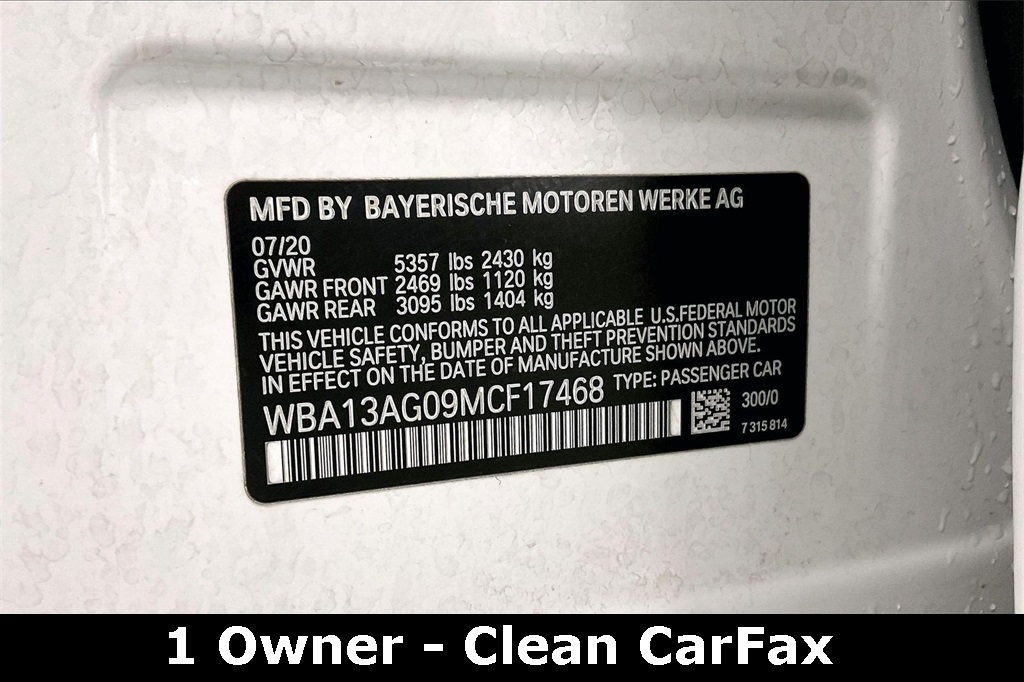 MFD BY BAYERISCHE MOTOREN WERKE AG
07/20
GVWR 5357 lbs 2430 kg
GAWR FRONT 2469 lbs 1120 kg
GAWR REAR 3095 lbs 1404 kg
THIS VEHICLE CONFORMS TO ALL APPLICABLE U.S.FEDERAL MOTOR
VEHICLE SAFETY, BUMPER AND THEFT PREVENTION STANDARDS
IN EFFECT ON THE DATE OF MANUFACTURE SHOWN ABOVE.
WBA13AG09MCF17468 TYPE: PASSENGER CAR
300/0
7 315 814
1 Owner - Clean CarFax